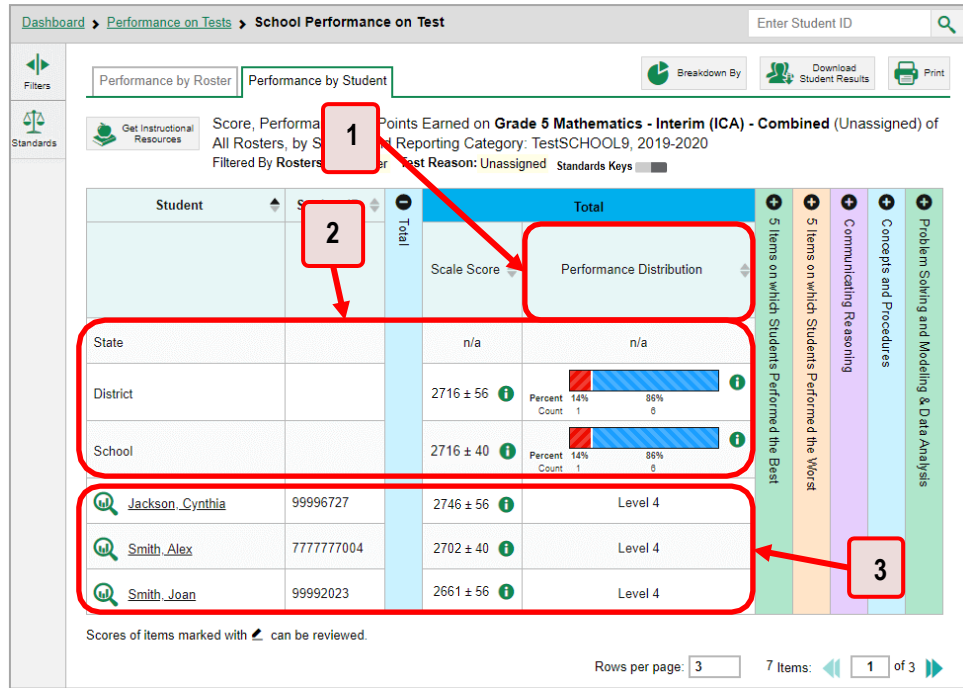 Dashboard > Performance on Tests > School Performance on Test
Enter Student ID
Filters
Standards
Performance by Roster
Performance by Student
Breakdown By
Download Student Results
Print
Get Instructional Resources
Score, Performa 1 Points Earned on Grade 5 Mathematics - Interim (ICA) - Combined (Unassigned) of
All Rosters, by S d Reporting Category: TestSCHOOL9, 2019-2020
Filtered By Rosters Test Reason: Unassigned Standards Keys
Student
Total
Total
2
Scale Score
Performance Distribution
State n/a n/a
District 2716 ± 56
Percent 14% 86%
Count 1 6
School 2716 ± 40
Percent 14% 86%
Count 1 6
Jackson, Cynthia 99996727 2746 ± 56 Level 4
Smith, Alex 7777777004 2702 ± 40 Level 4
Smith, Joan 99992023 2661 ± 56 Level 4
3
5 Items on which Students Performed the Best
5 Items on which Students Performed the Worst
Communicating Reasoning
Concepts and Procedures
Problem Solving and Modeling & Data Analysis
Scores of items marked with can be reviewed.
Rows per page: 3 7 Items: 1 of 3